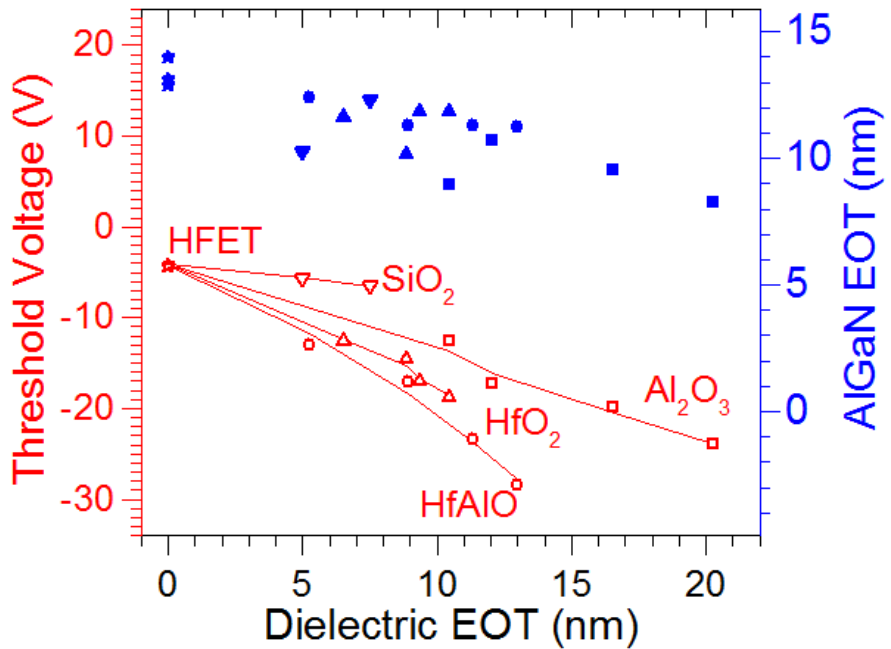 Threshold Voltage (V)
20
10
0
-10
-20
-30
HFET
SiO₂
Al₂O₃
HfO₂
HfAlO
15
10
5
0
AlGaN EOT (nm)
0 5 10 15 20
Dielectric EOT (nm)